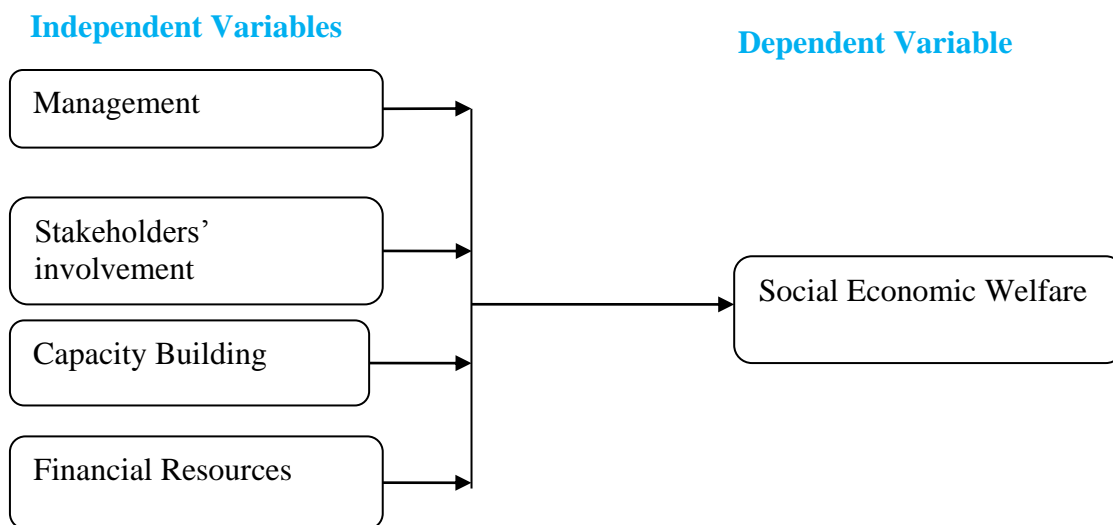 Independent Variables
Dependent Variable
Management
Stakeholders’
involvement
Social Economic Welfare
Capacity Building
Financial Resources